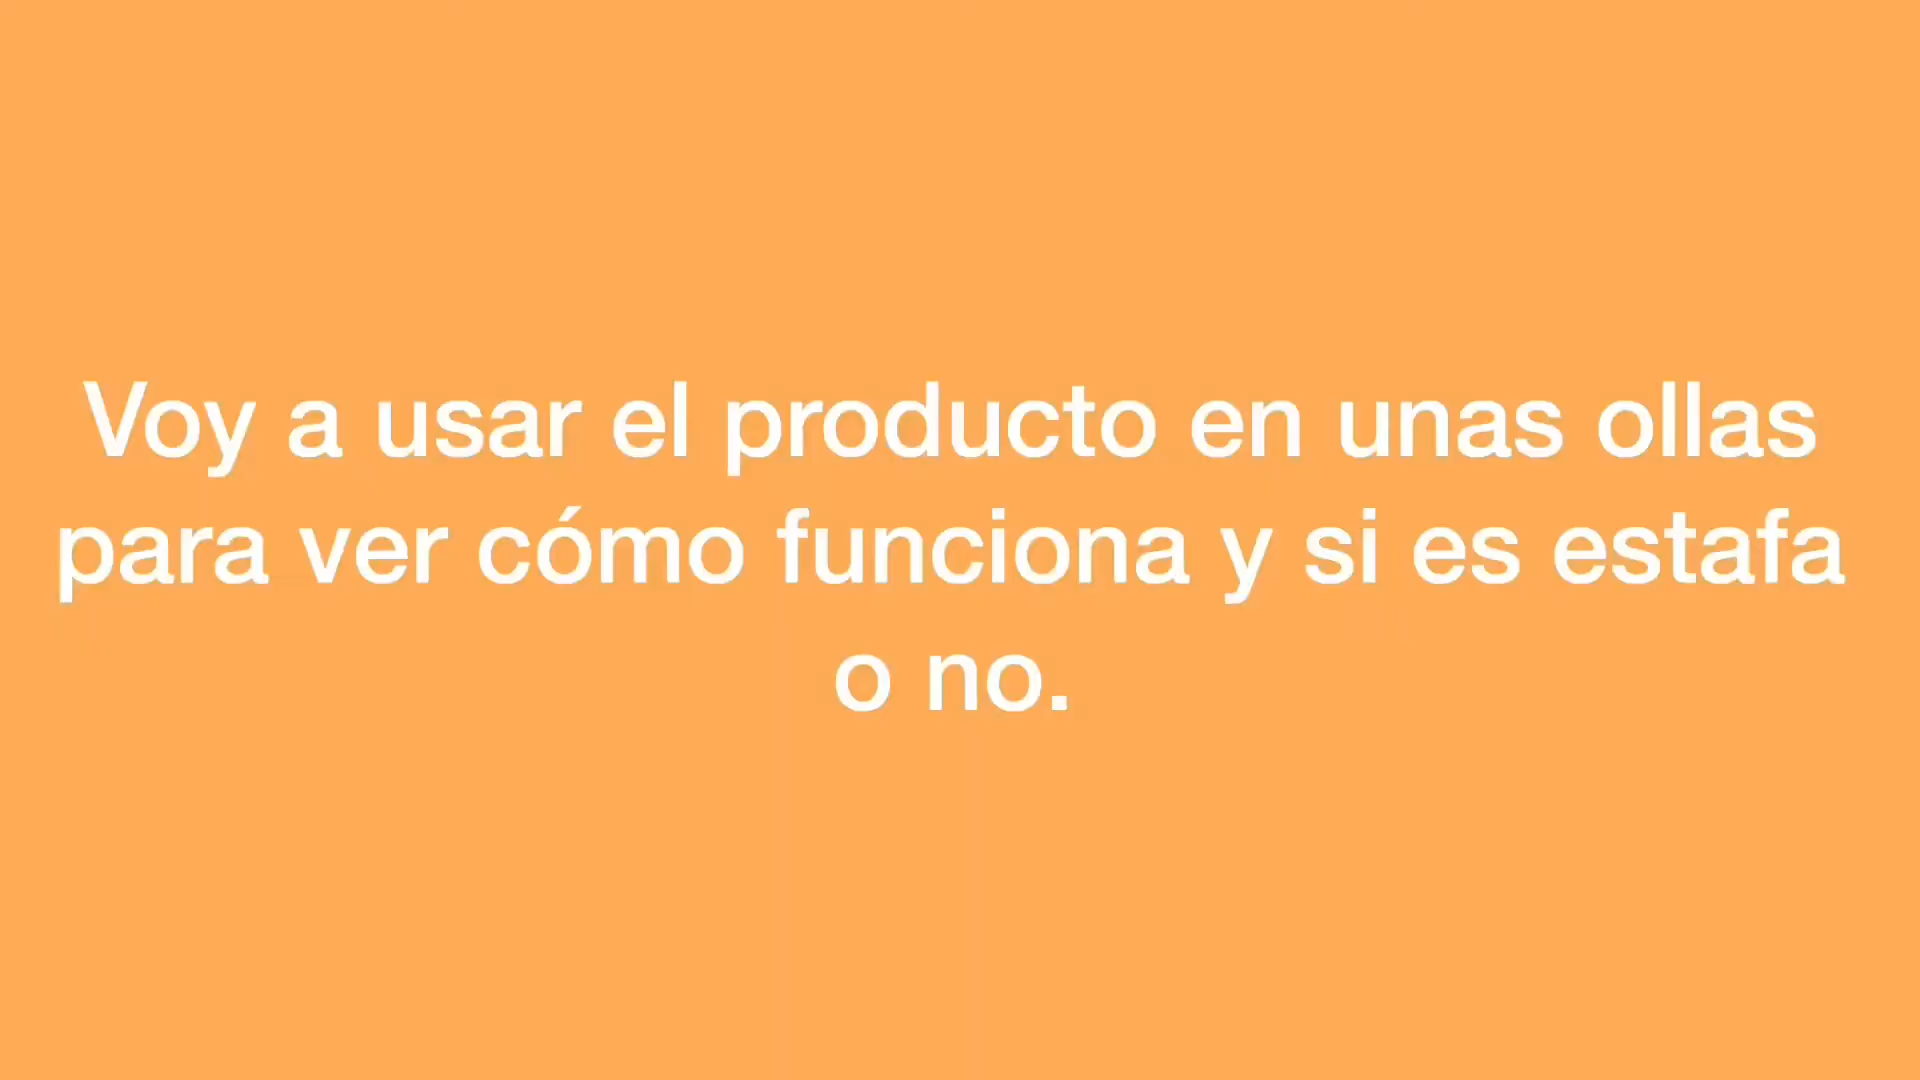 Voy a usar el producto en unas ollas
para ver cómo funciona y si es estafa
o no.